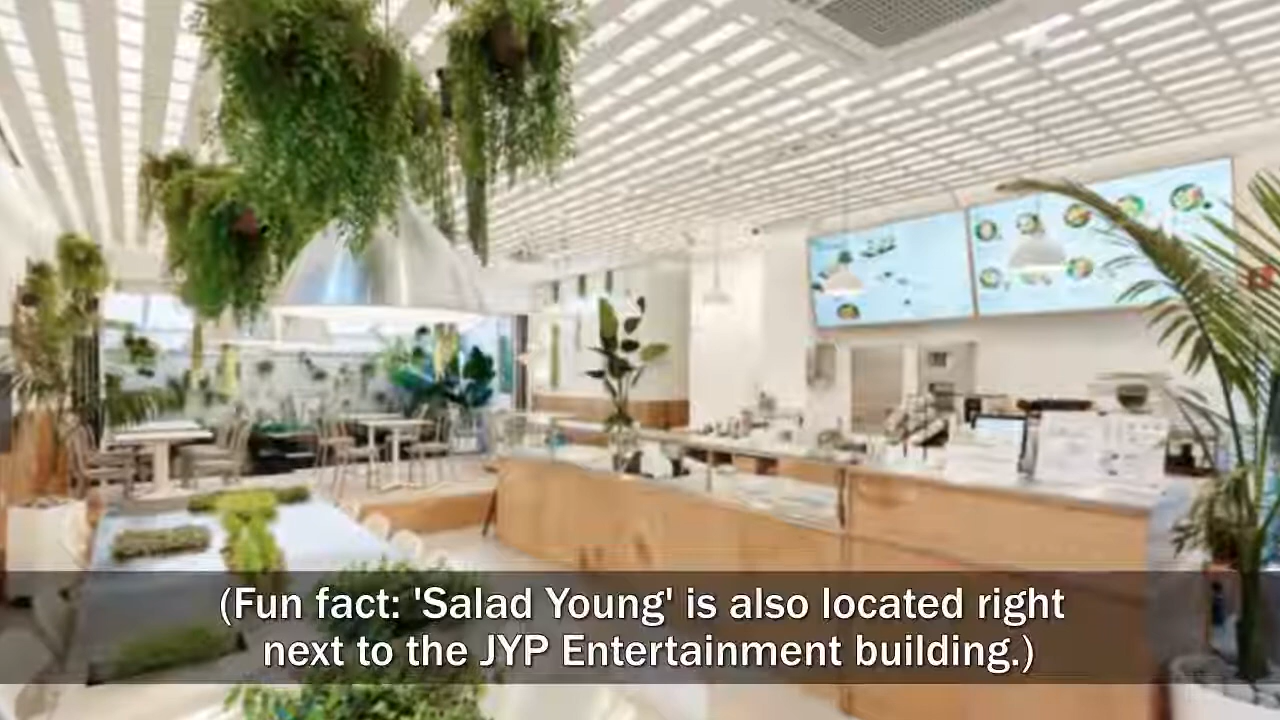 (Fun fact: 'Salad Young' is also located right
next to the JYP Entertainment building.)